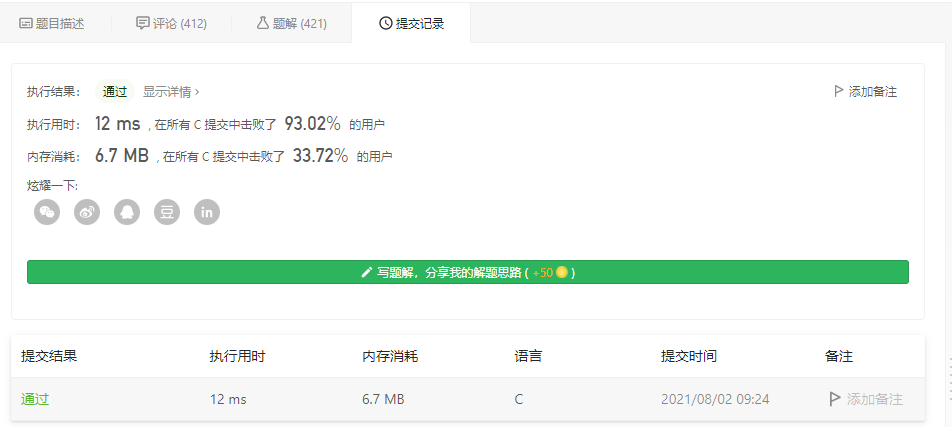 题目描述 评论 (412) 题解 (421) 提交记录
执行结果： 通过 显示详情 › 添加备注
执行用时： 12 ms , 在所有 C 提交中击败了 93.02% 的用户
内存消耗： 6.7 MB , 在所有 C 提交中击败了 33.72% 的用户
炫耀一下:
豆 in
写题解，分享我的解题思路 ( +50 )
提交结果 执行用时 内存消耗 语言 提交时间 备注
通过 12 ms 6.7 MB C 2021/08/02 09:24 添加备注